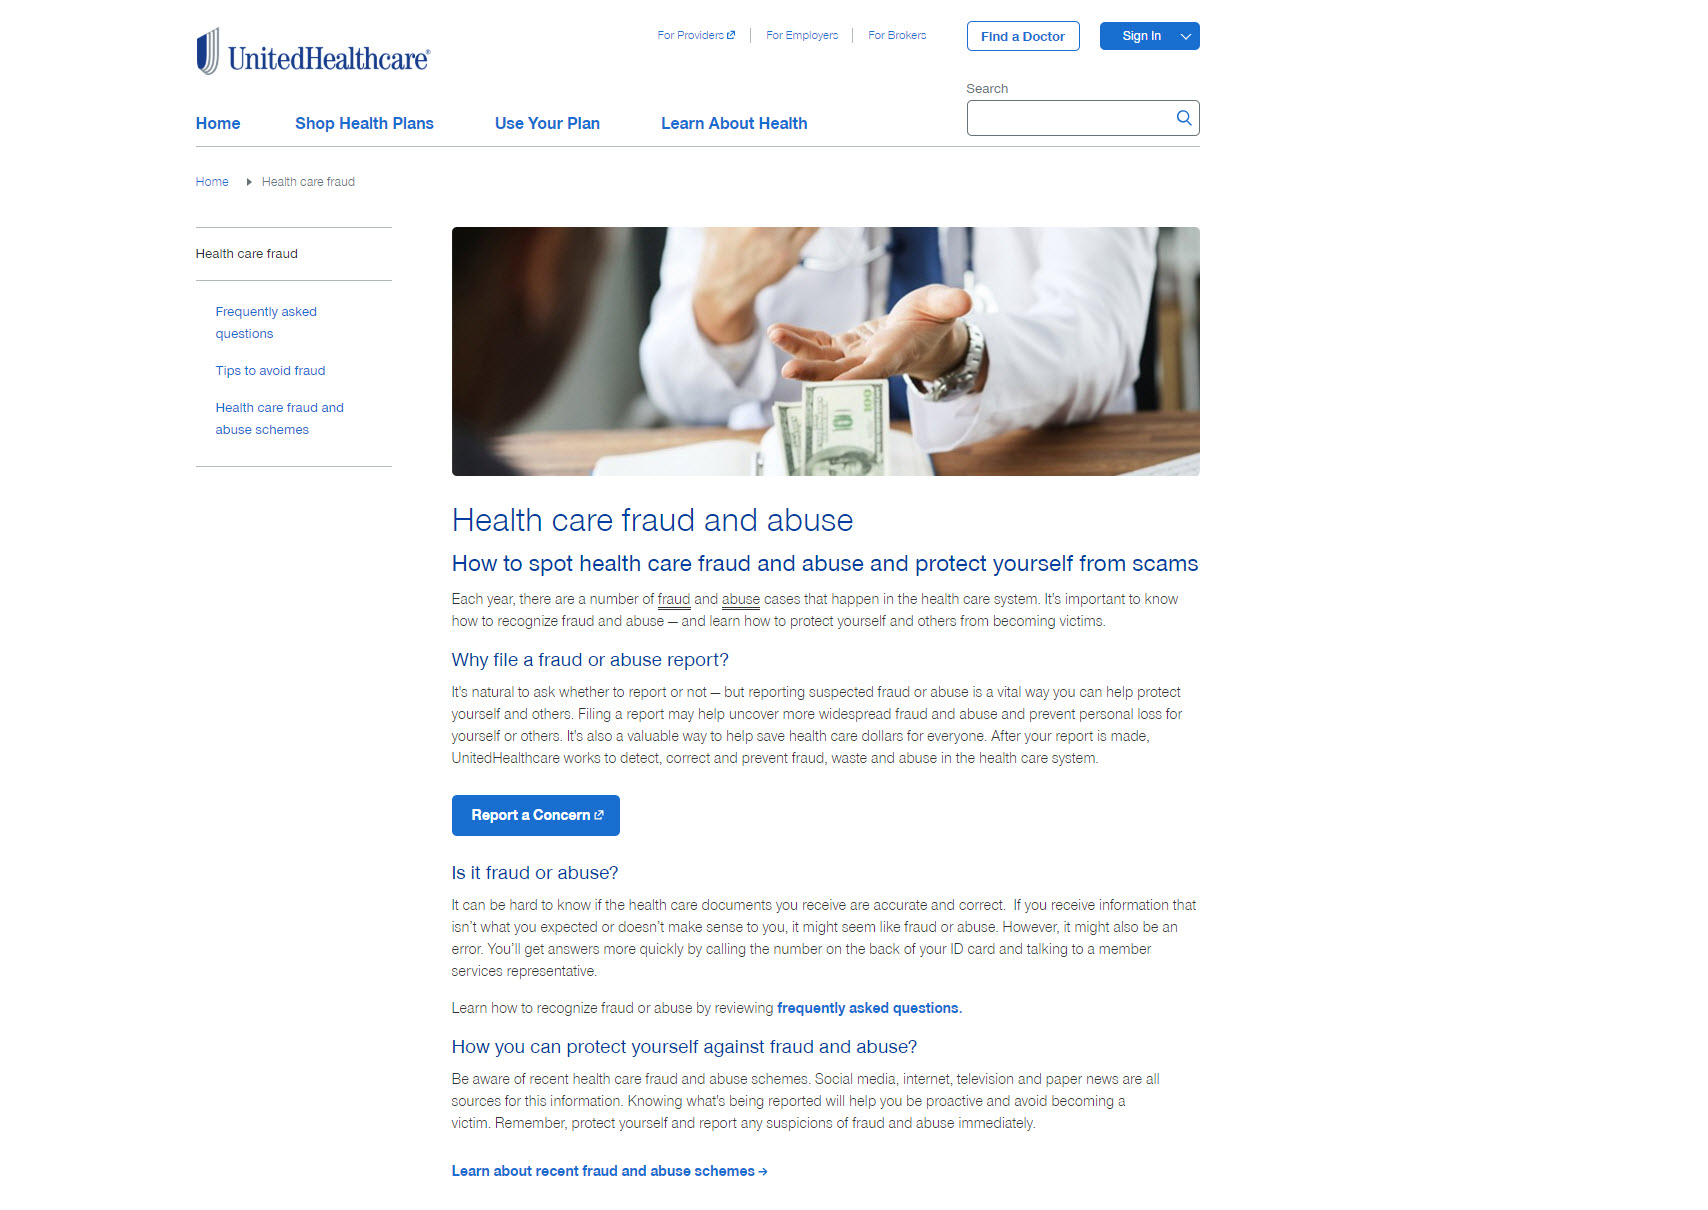 UnitedHealthcare®
For Providers
For Employers
For Brokers
Find a Doctor
Sign In
Search
Home
Shop Health Plans
Use Your Plan
Learn About Health
Home
Health care fraud
Health care fraud
Frequently asked
questions
Tips to avoid fraud
Health care fraud and
abuse schemes
100
Health care fraud and abuse
How to spot health care fraud and abuse and protect yourself from scams
Each year, there are a number of fraud and abuse cases that happen in the health care system. It's important to know
how to recognize fraud and abuse — and learn how to protect yourself and others from becoming victims.
Why file a fraud or abuse report?
It's natural to ask whether to report or not — but reporting suspected fraud or abuse is a vital way you can help protect
yourself and others. Filing a report may help uncover more widespread fraud and abuse and prevent personal loss for
yourself or others. It's also a valuable way to help save health care dollars for everyone. After your report is made,
UnitedHealthcare works to detect, correct and prevent fraud, waste and abuse in the health care system.
Report a Concern
Is it fraud or abuse?
It can be hard to know if the health care documents you receive are accurate and correct.  If you receive information that
isn’t what you expected or doesn’t make sense to you, it might seem like fraud or abuse. However, it might also be an
error. You’ll get answers more quickly by calling the number on the back of your ID card and talking to a member
services representative.
Learn how to recognize fraud or abuse by reviewing frequently asked questions.
How you can protect yourself against fraud and abuse?
Be aware of recent health care fraud and abuse schemes. Social media, internet, television and paper news are all
sources for this information. Knowing what's being reported will help you be proactive and avoid becoming a
victim. Remember, protect yourself and report any suspicions of fraud and abuse immediately.
Learn about recent fraud and abuse schemes →